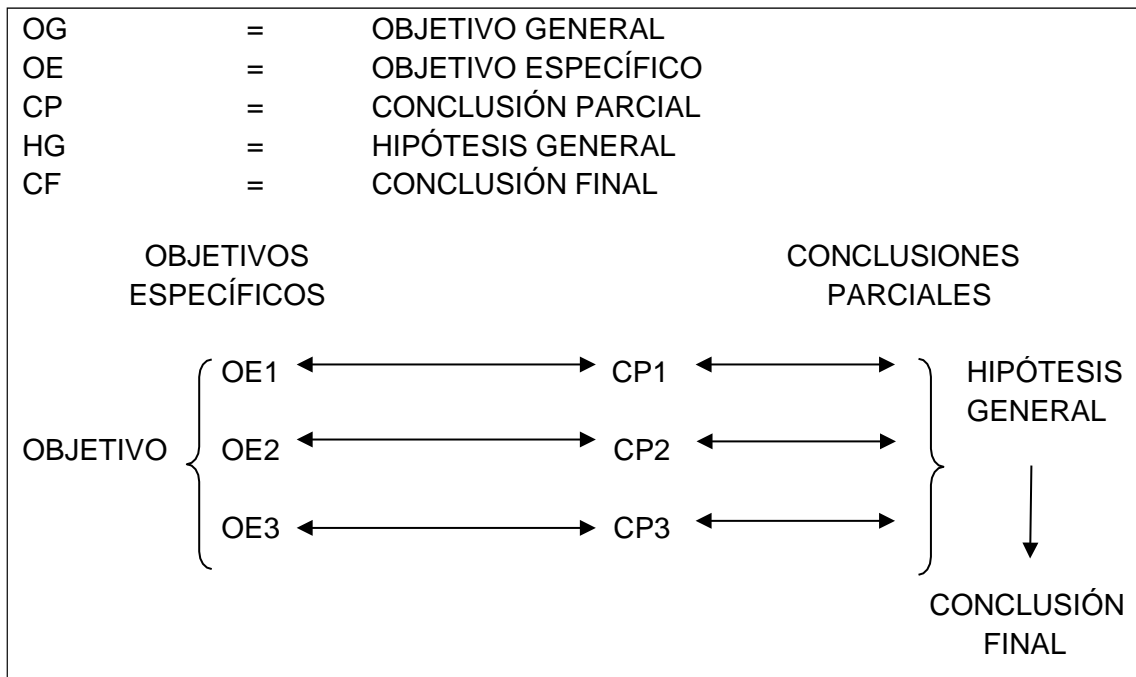 OG = OBJETIVO GENERAL
OE = OBJETIVO ESPECÍFICO
CP = CONCLUSIÓN PARCIAL
HG = HIPÓTESIS GENERAL
CF = CONCLUSIÓN FINAL
OBJETIVOS
ESPECÍFICOS
CONCLUSIONES
PARCIALES
OBJETIVO
OE1 CP1
OE2 CP2
OE3 CP3
HIPÓTESIS
GENERAL
CONCLUSIÓN
FINAL